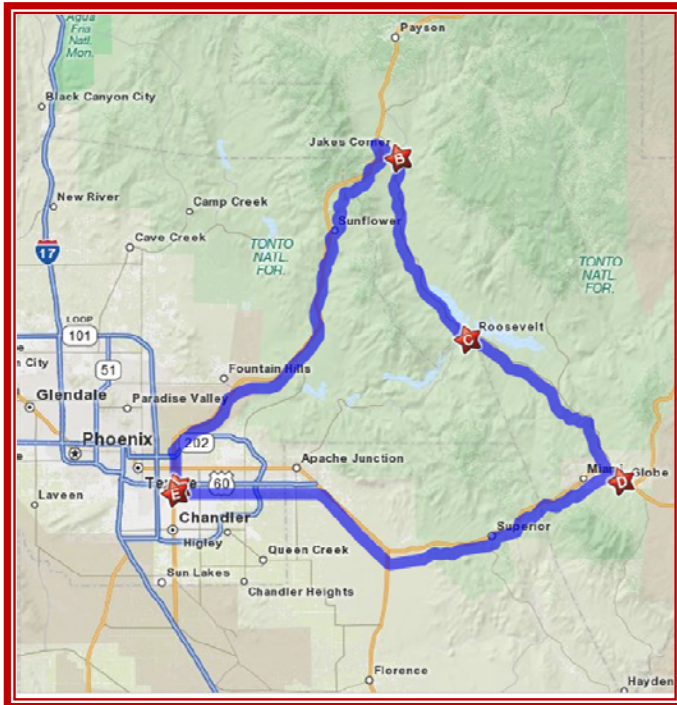 Agua
Fria
Natl.
Mon.
Payson
Black Canyon City
Jakes Corner
B
New River
Camp Creek
Sunflower
Cave Creek
17
TONTO
NATL.
FOR.
TONTO
NATL.
FOR.
LOOP
101
Roosevelt
C
51
Fountain Hills
Glendale
Paradise Valley
Phoenix
202
Apache Junction
E
60
D
Globe
Laveen
Chandler
Superior
Higley
Queen Creek
Sun Lakes
Chandler Heights
Florence
Hayden